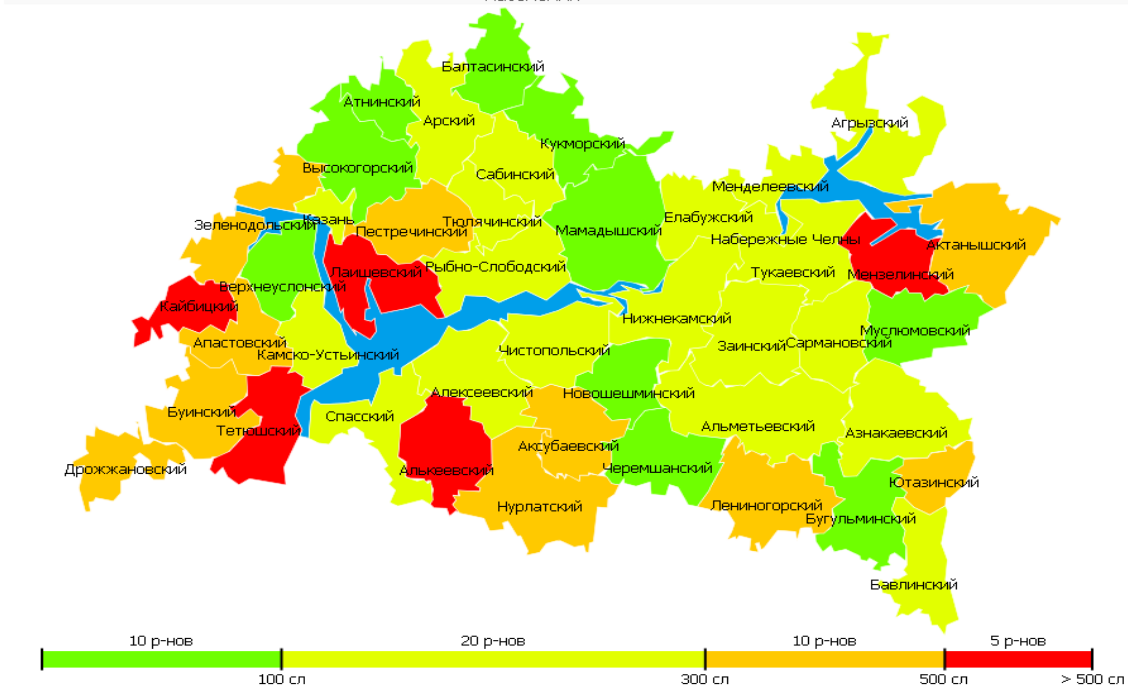 Балтасинский
Атнинский
Арский
Агрызский
Кукморский
Высокогорский
Сабинский
Менделеевский
Зеленодольский
Казань
Пестречинский
Тюлячинский
Мамадышский
Елабужский
Набережные Челны
Актанышский
Верхнеуслонский
Лаишевский
Рыбно-Слободский
Тукаевский
Мензелинский
Кайбицкий
Нижнекамский
Муслюмовский
Апастовский
Камско-Устьинский
Чистопольский
Заинский
Сармановский
Алексеевский
Новошешминский
Буинский
Спасский
Тетюшский
Альметьевский
Азнакаевский
Аксубаевский
Дрожжановский
Алькеевский
Черемшанский
Ютазинский
Нурлатский
Лениногорский
Бугульминский
Бавлинский
10 р-нов 20 р-нов 10 р-нов 5 р-нов
100 сл 300 сл 500 сл > 500 сл